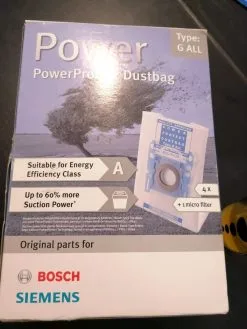 Power
Type:
G ALL
PowerProtect Dustbag
Suitable for Energy
Efficiency Class
A
Up to 60% more
Suction Power*
4 x
+ 1 micro filter
Original parts for
BOSCH
SIEMENS